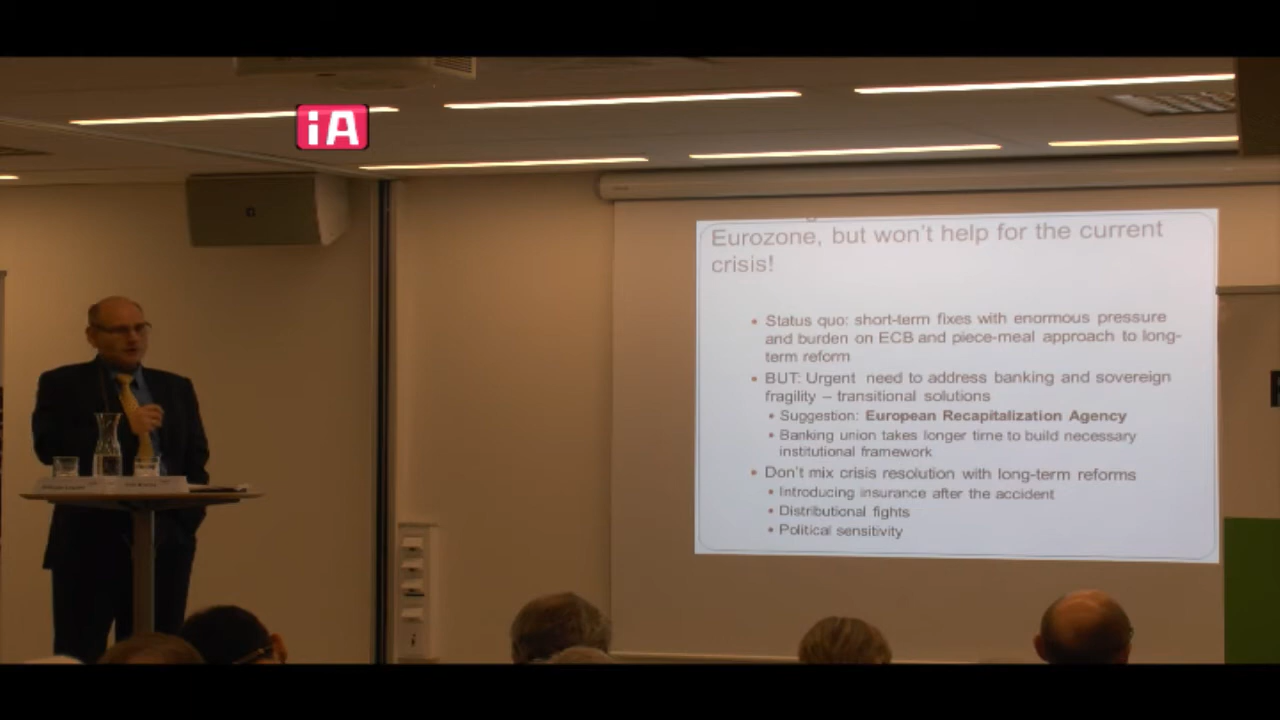 iA
Eurozone, but won't help for the current
crisis!
• Status quo: short-term fixes with enormous pressure
and burden on ECB and piece-meal approach to long-
term reform
• BUT: Urgent need to address banking and sovereign
fragility – transitional solutions
• Suggestion: European Recapitalization Agency
• Banking union takes longer time to build necessary
institutional framework
• Don't mix crisis resolution with long-term reforms
• Introducing insurance after the accident
• Distributional fights
• Political sensitivity